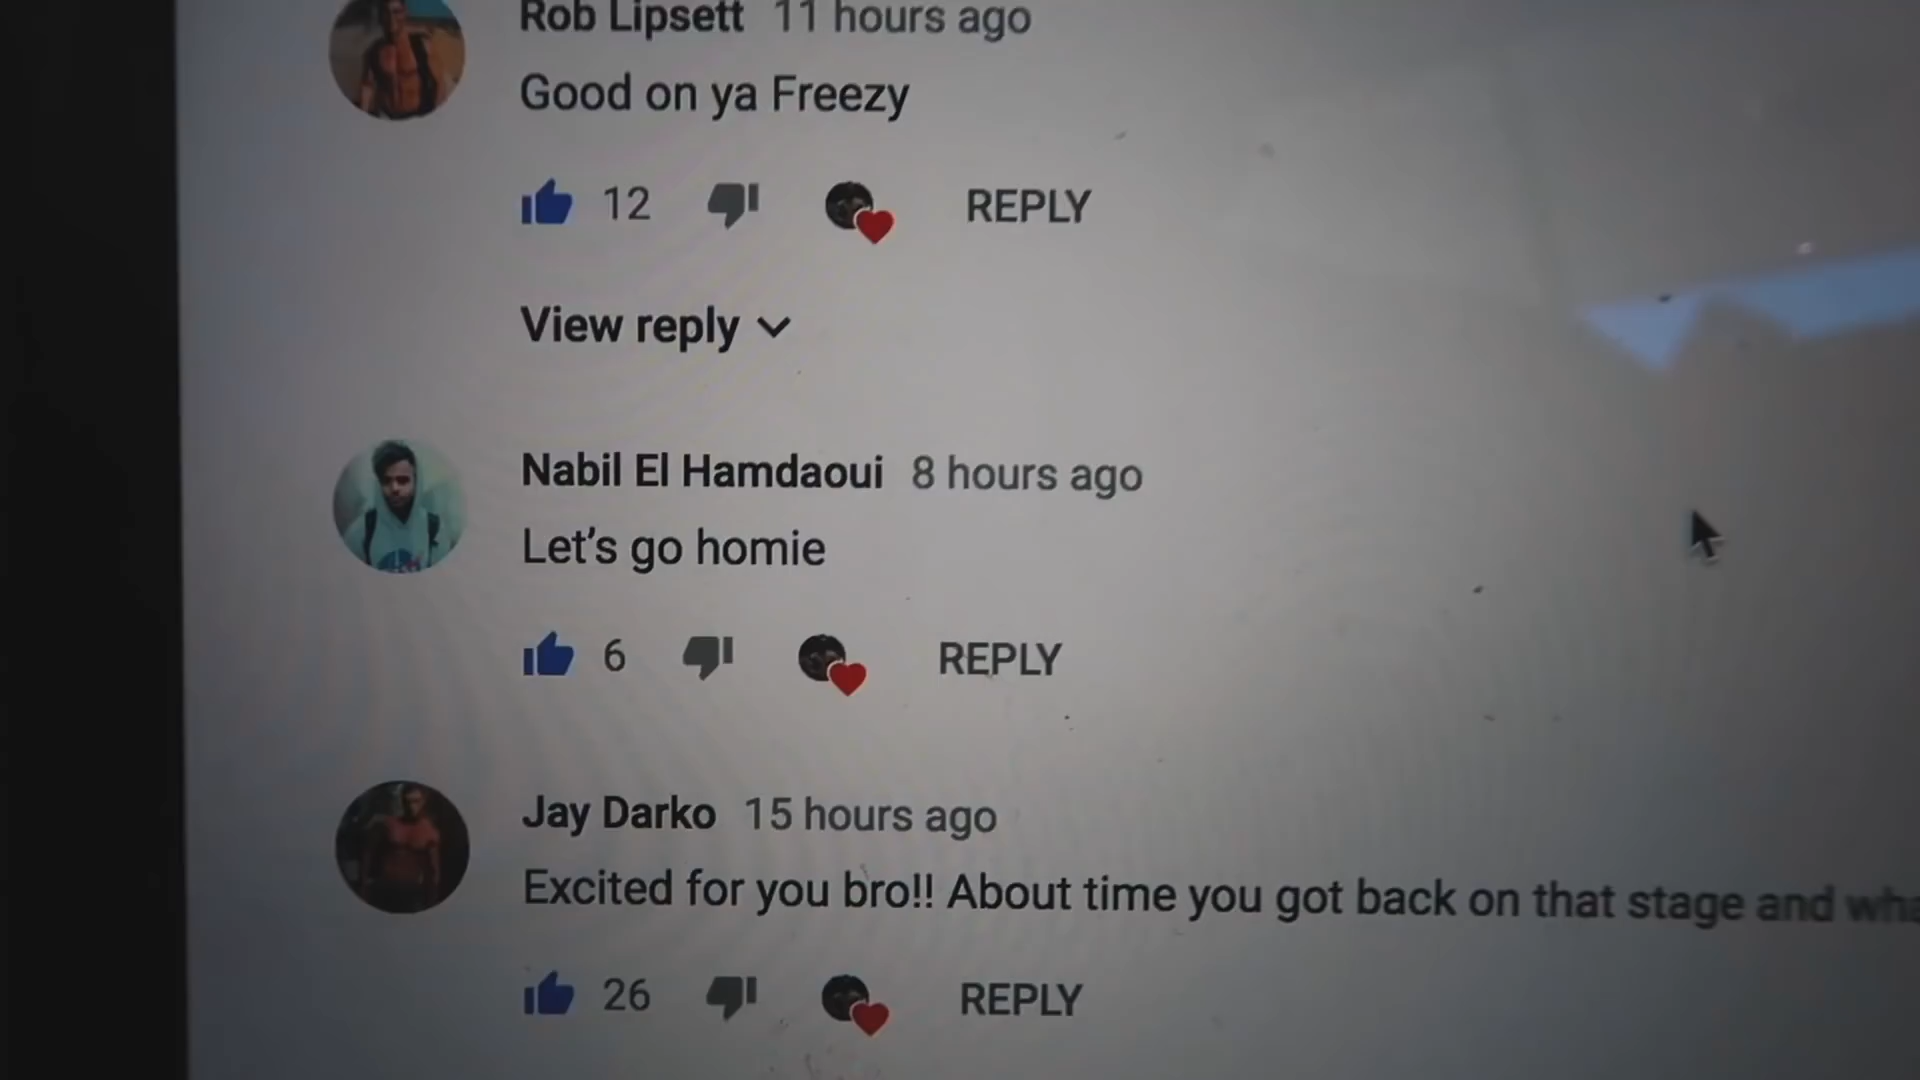 Rob Lipsett 11 hours ago
Good on ya Freezy
12 REPLY
View reply
Nabil El Hamdaoui 8 hours ago
Let's go homie
6 REPLY
Jay Darko 15 hours ago
Excited for you bro!! About time you got back on that stage and
26 REPLY